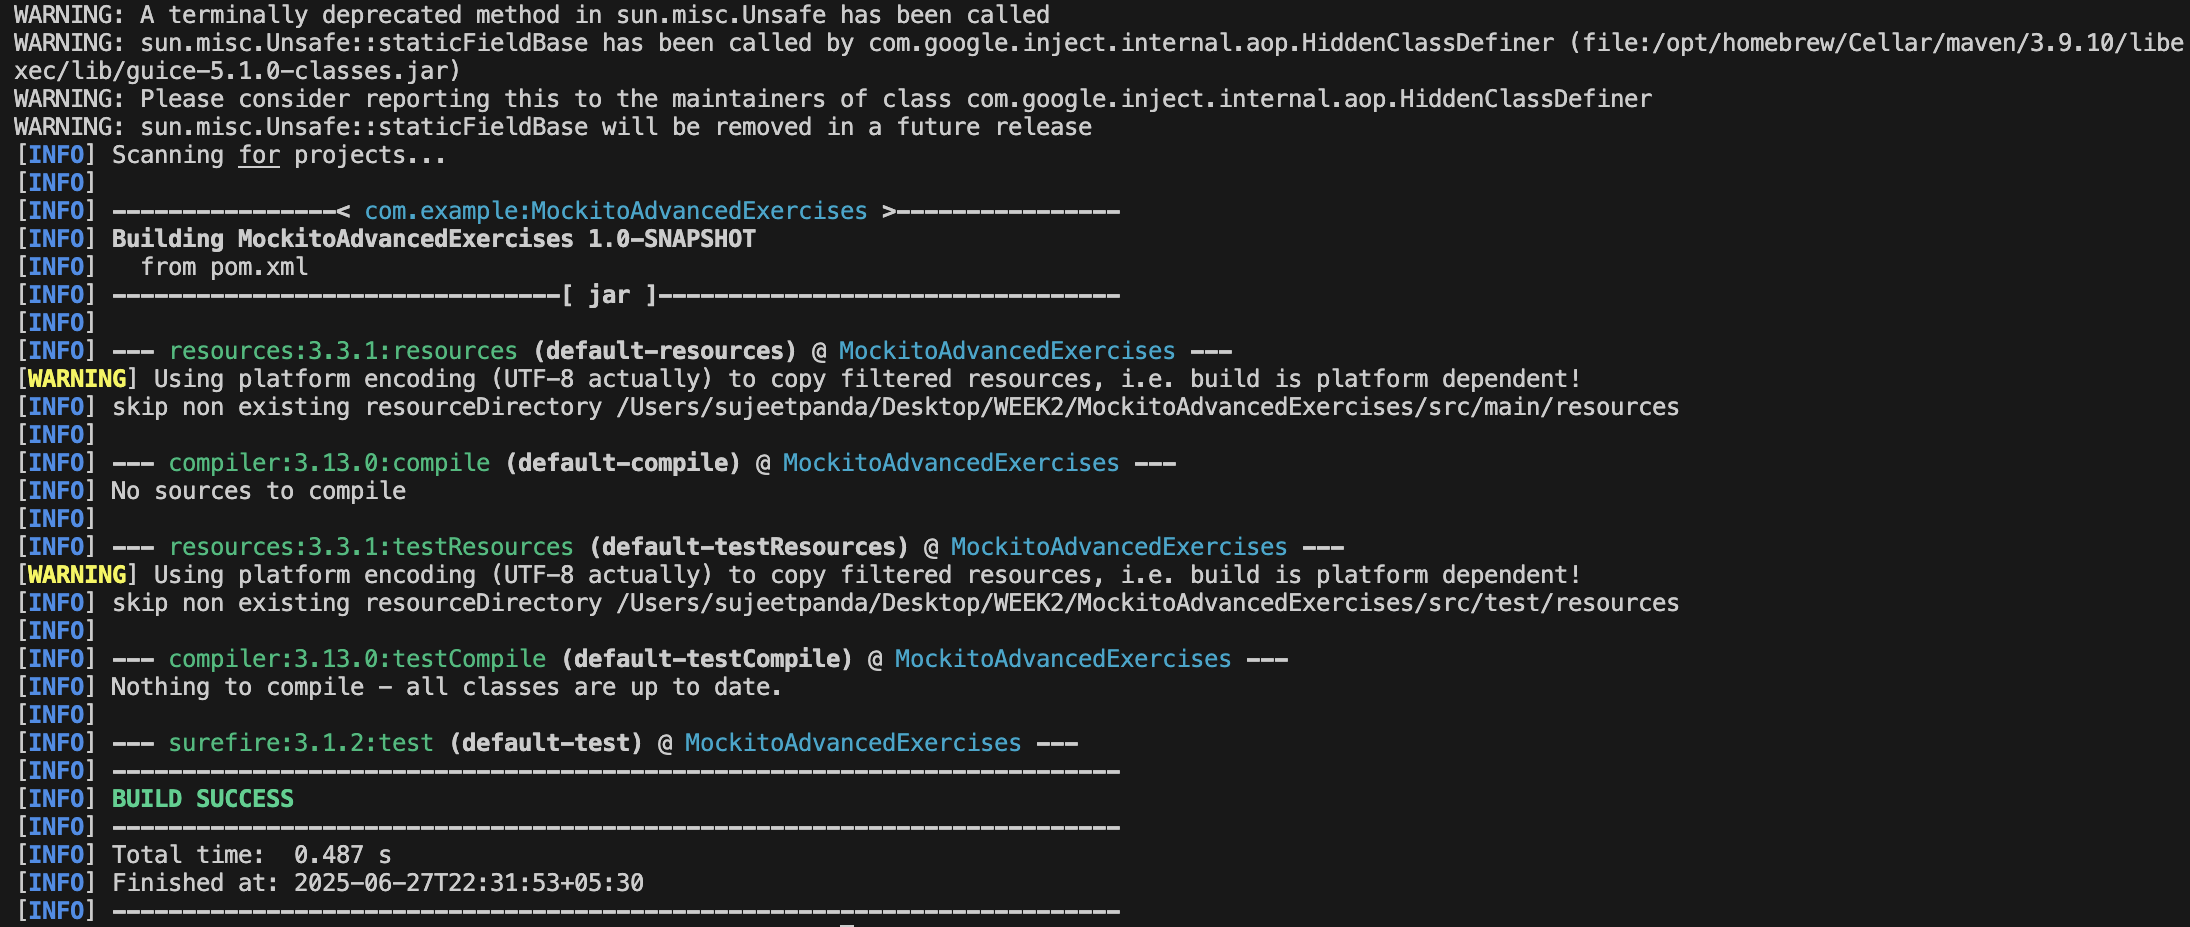 WARNING: A terminally deprecated method in sun.misc.Unsafe has been called
WARNING: sun.misc.Unsafe::staticFieldBase has been called by com.google.inject.internal.aop.HiddenClassDefiner (file:/opt/homebrew/Cellar/maven/3.9.10/libe
xec/lib/guice-5.1.0-classes.jar)
WARNING: Please consider reporting this to the maintainers of class com.google.inject.internal.aop.HiddenClassDefiner
WARNING: sun.misc.Unsafe::staticFieldBase will be removed in a future release
[INFO] Scanning for projects...
[INFO]
[INFO] ----------------< com.example:MockitoAdvancedExercises >----------------
[INFO] Building MockitoAdvancedExercises 1.0-SNAPSHOT
[INFO]   from pom.xml
[INFO] --------------------------------[ jar ]---------------------------------
[INFO]
[INFO] --- resources:3.3.1:resources (default-resources) @ MockitoAdvancedExercises ---
[WARNING] Using platform encoding (UTF-8 actually) to copy filtered resources, i.e. build is platform dependent!
[INFO] skip non existing resourceDirectory /Users/sujeetpanda/Desktop/WEEK2/MockitoAdvancedExercises/src/main/resources
[INFO]
[INFO] --- compiler:3.13.0:compile (default-compile) @ MockitoAdvancedExercises ---
[INFO] No sources to compile
[INFO]
[INFO] --- resources:3.3.1:testResources (default-testResources) @ MockitoAdvancedExercises ---
[WARNING] Using platform encoding (UTF-8 actually) to copy filtered resources, i.e. build is platform dependent!
[INFO] skip non existing resourceDirectory /Users/sujeetpanda/Desktop/WEEK2/MockitoAdvancedExercises/src/test/resources
[INFO]
[INFO] --- compiler:3.13.0:testCompile (default-testCompile) @ MockitoAdvancedExercises ---
[INFO] Nothing to compile - all classes are up to date.
[INFO]
[INFO] --- surefire:3.1.2:test (default-test) @ MockitoAdvancedExercises ---
[INFO] ------------------------------------------------------------------------
[INFO] BUILD SUCCESS
[INFO] ------------------------------------------------------------------------
[INFO] Total time:  0.487 s
[INFO] Finished at: 2025-06-27T22:31:53+05:30
[INFO] ------------------------------------------------------------------------